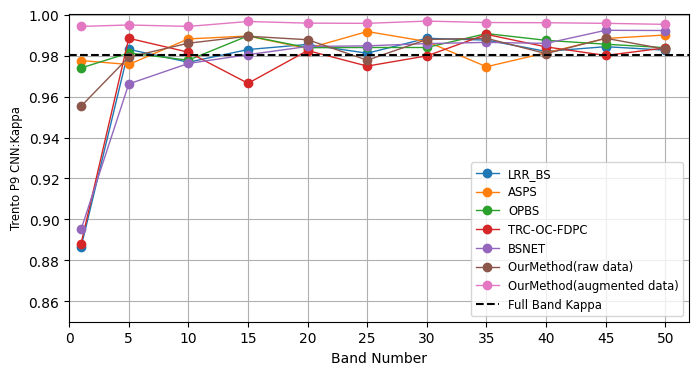 1.00
0.98
0.96
0.94
0.92
0.90
0.88
0.86
Trento P9 CNN:Kappa
LRR_BS
ASPS
OPBS
TRC-OC-FDPC
BSNET
OurMethod(raw data)
OurMethod(augmented data)
Full Band Kappa
0 5 10 15 20 25 30 35 40 45 50
Band Number